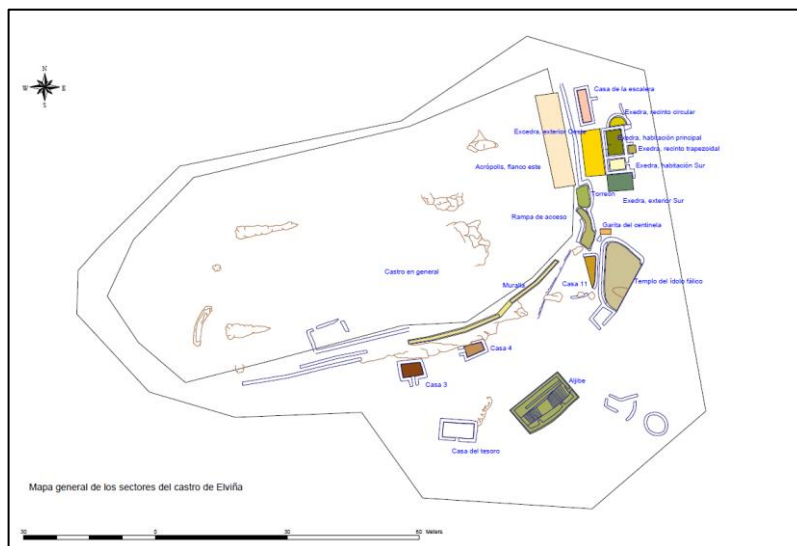 N
W E
S
Casa de la escalera
Exedra, recinto circular
Exoedra, exterior Oeste
Exedra, habitación principal
Exedra, recinto trapezoidal
Acrópolis, flanco este
Exedra, habitación Sur
Torreón
Exedra, exterior Sur
Rampa de acceso
Garita del centinela
Castro en general
Muralla
Casa 11
Templo del ídolo fálico
Casa 4
Casa 3
Aljibe
Casa del tesoro
Mapa general de los sectores del castro de Elviña
30 0 30 60 Meters